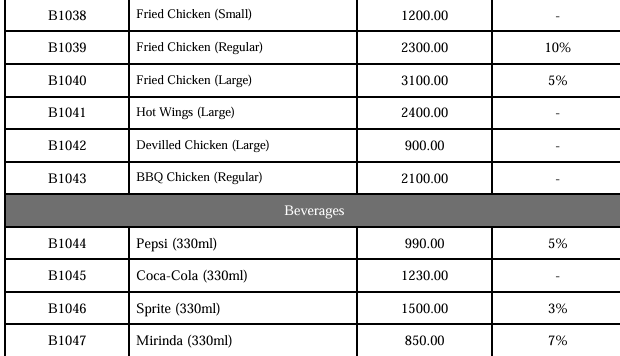 B1038 Fried Chicken (Small) 1200.00 -
B1039 Fried Chicken (Regular) 2300.00 10%
B1040 Fried Chicken (Large) 3100.00 5%
B1041 Hot Wings (Large) 2400.00 -
B1042 Devilled Chicken (Large) 900.00 -
B1043 BBQ Chicken (Regular) 2100.00 -
Beverages
B1044 Pepsi (330ml) 990.00 5%
B1045 Coca-Cola (330ml) 1230.00 -
B1046 Sprite (330ml) 1500.00 3%
B1047 Mirinda (330ml) 850.00 7%